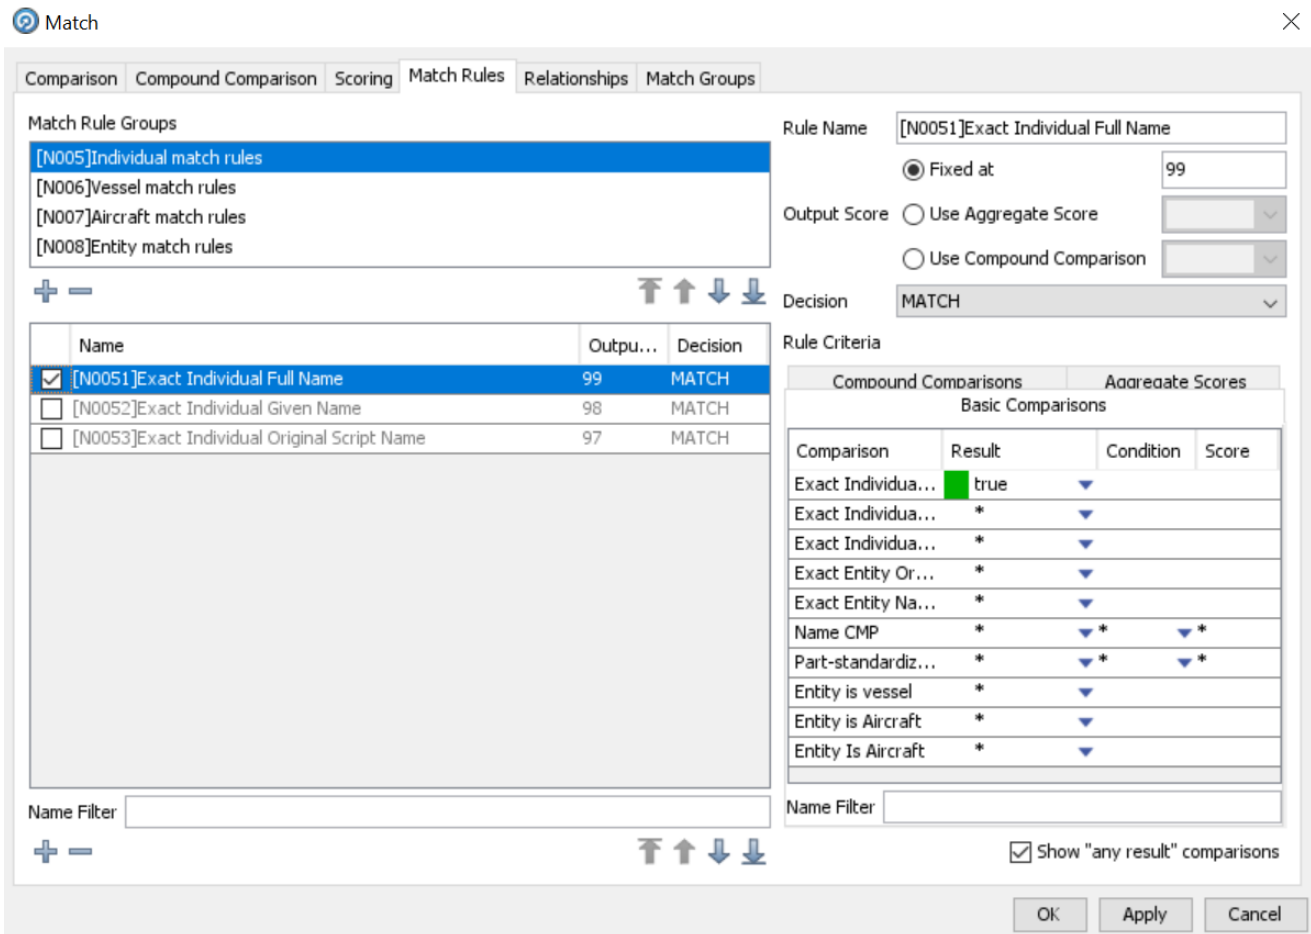 Match
Comparison Compound Comparison Scoring Match Rules Relationships Match Groups
Match Rule Groups
[N005]Individual match rules
[N006]Vessel match rules
[N007]Aircraft match rules
[N008]Entity match rules
Name Outpu... Decision
[N0051]Exact Individual Full Name 99 MATCH
[N0052]Exact Individual Given Name 98 MATCH
[N0053]Exact Individual Original Script Name 97 MATCH
Name Filter
Rule Name [N0051]Exact Individual Full Name
Fixed at 99
Output Score Use Aggregate Score
Use Compound Comparison
Decision MATCH
Rule Criteria
Compound Comparisons Aggregate Scores
Basic Comparisons
Comparison Result Condition Score
Exact Individua... true
Exact Individua... *
Exact Individua... *
Exact Entity Or... *
Exact Entity Na... *
Name CMP * * *
Part-standardiz... * * *
Entity is vessel *
Entity is Aircraft *
Entity Is Aircraft *
Name Filter
Show "any result" comparisons
OK Apply Cancel